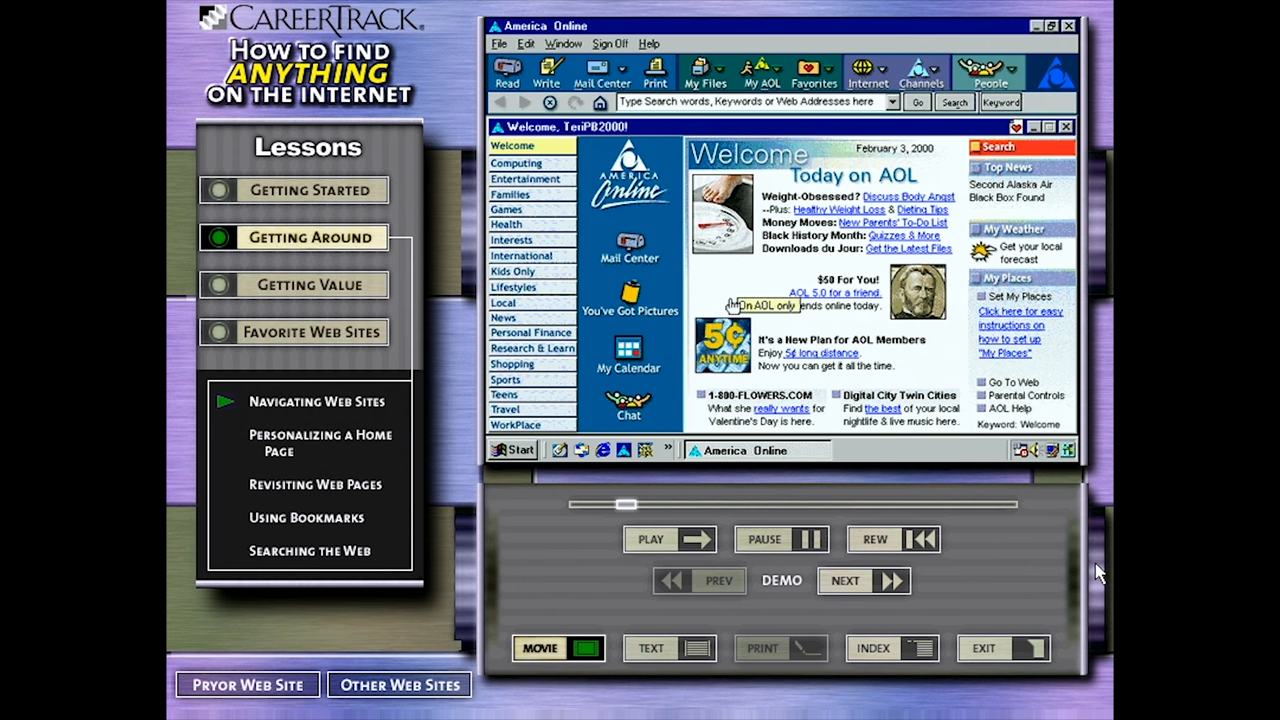 CAREERTRACK.
HOW TO FIND
ANYTHING
ON THE INTERNET
Lessons
GETTING STARTED
GETTING AROUND
GETTING VALUE
FAVORITE WEB SITES
NAVIGATING WEB SITES
PERSONALIZING A HOME
PAGE
REVISITING WEB PAGES
USING BOOKMARKS
SEARCHING THE WEB
PRYOR WEB SITE
OTHER WEB SITES
America Online
File Edit Window Sign Off Help
Read Write Mail Center Print My Files My AOL Favorites Internet Channels People
Type Search words, Keywords or Web Addresses here Go Search Keyword
Welcome, TeriPB2000!
Welcome
Computing
Entertainment
Families
Games
Health
Interests
International
Kids Only
Lifestyles
Local
News
Personal Finance
Research & Learn
Shopping
Sports
Teens
Travel
WorkPlace
AMERICA
Online
Mail Center
You've Got Pictures
My Calendar
Chat
Welcome February 3, 2000
Today on AOL
Weight-Obsessed? Discuss Body Angst
--Plus: Healthy Weight Loss & Dieting Tips
Money Moves: New Parents' To-Do List
Black History Month: Quizzes & More
Downloads du Jour: Get the Latest Files
$50 For You!
AOL 5.0 for a friend.
On AOL only ends online today.
5¢
ANYTIME
It's a New Plan for AOL Members
Enjoy 5¢ long distance.
Now you can get it all the time.
1-800-FLOWERS.COM
What she really wants for
Valentine's Day is here.
Digital City Twin Cities
Find the best of your local
nightlife & live music here.
Search
Top News
Second Alaska Air
Black Box Found
My Weather
Get your local
forecast
My Places
Set My Places
Click here for easy
instructions on
how to set up
"My Places"
Go To Web
Parental Controls
AOL Help
Keyword: Welcome
Start » America Online
PLAY PAUSE REW
PREV DEMO NEXT
MOVIE TEXT PRINT INDEX EXIT